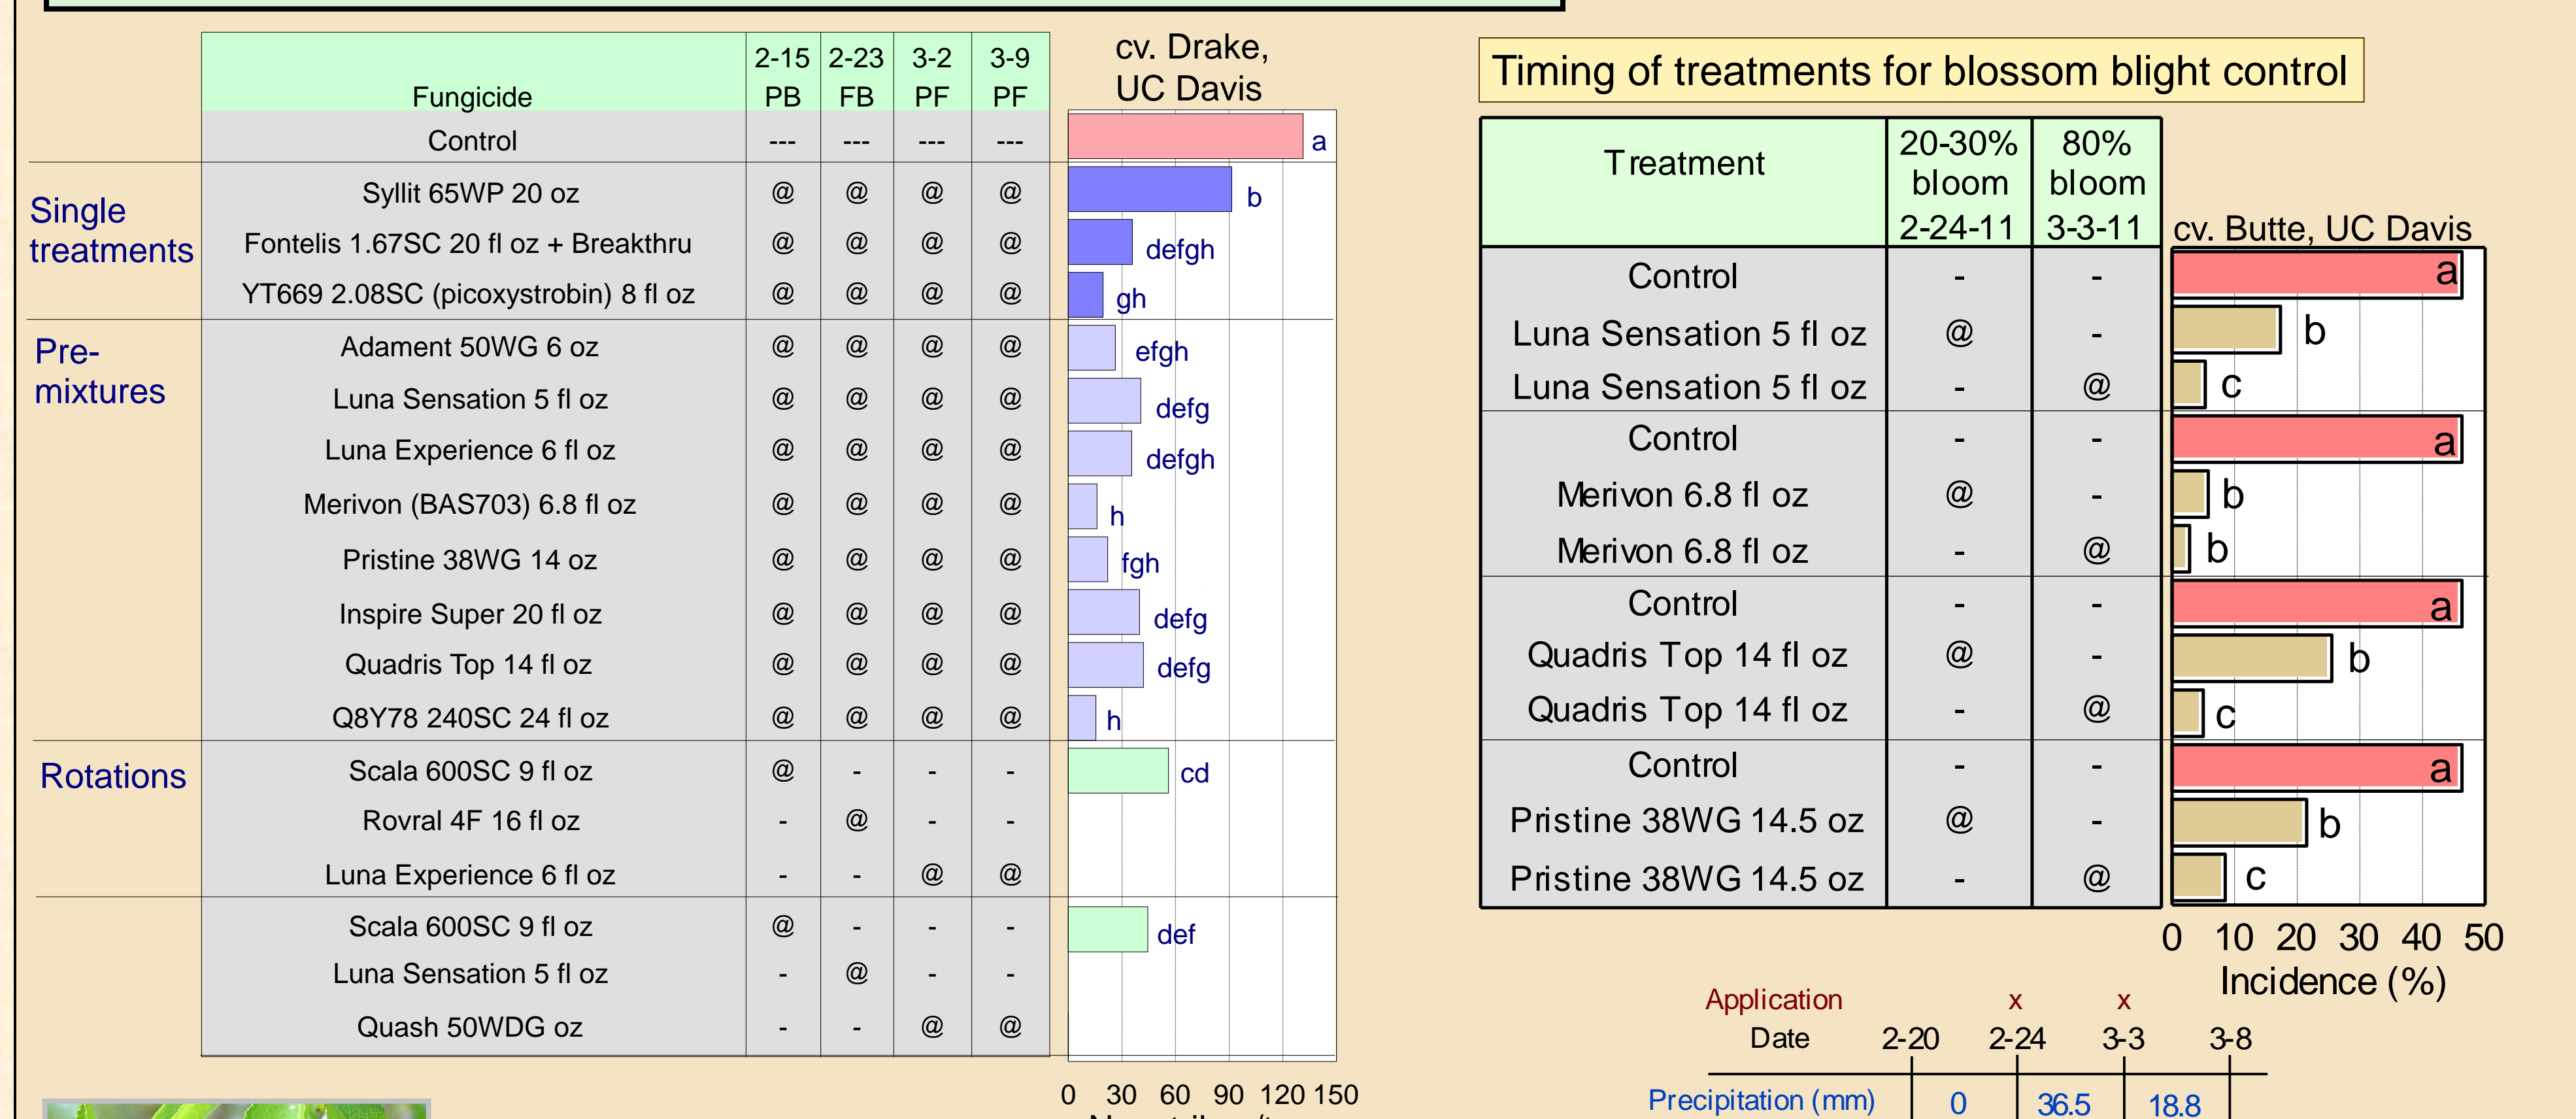 Fungicide 2-15 PB 2-23 FB 3-2 PF 3-9 PF
cv. Drake,
UC Davis
Control --- --- --- --- a
Single
treatments
Syllit 65WP 20 oz @ @ @ @ b
Fontelis 1.67SC 20 fl oz + Breakthru @ @ @ @ defgh
YT669 2.08SC (picoxystrobin) 8 fl oz @ @ @ @ gh
Pre-
mixtures
Adament 50WG 6 oz @ @ @ @ efgh
Luna Sensation 5 fl oz @ @ @ @ defg
Luna Experience 6 fl oz @ @ @ @ defgh
Merivon (BAS703) 6.8 fl oz @ @ @ @ h
Pristine 38WG 14 oz @ @ @ @ fgh
Inspire Super 20 fl oz @ @ @ @ defg
Quadris Top 14 fl oz @ @ @ @ defg
Q8Y78 240SC 24 fl oz @ @ @ @ h
Rotations
Scala 600SC 9 fl oz @ - - - cd
Rovral 4F 16 fl oz - @ - -
Luna Experience 6 fl oz - - @ @
Scala 600SC 9 fl oz @ - - - def
Luna Sensation 5 fl oz - @ - -
Quash 50WDG oz - - @ @
0 30 60 90 120 150
Timing of treatments for blossom blight control
Treatment 20-30% bloom 2-24-11 80% bloom 3-3-11
cv. Butte, UC Davis
Control - - a
Luna Sensation 5 fl oz @ - b
Luna Sensation 5 fl oz - @ c
Control - - a
Merivon 6.8 fl oz @ - b
Merivon 6.8 fl oz - @ b
Control - - a
Quadris Top 14 fl oz @ - b
Quadris Top 14 fl oz - @ c
Control - - a
Pristine 38WG 14.5 oz @ - b
Pristine 38WG 14.5 oz - @ c
0 10 20 30 40 50
Incidence (%)
Application x x
Date 2-20 2-24 3-3 3-8
Precipitation (mm) 0 36.5 18.8